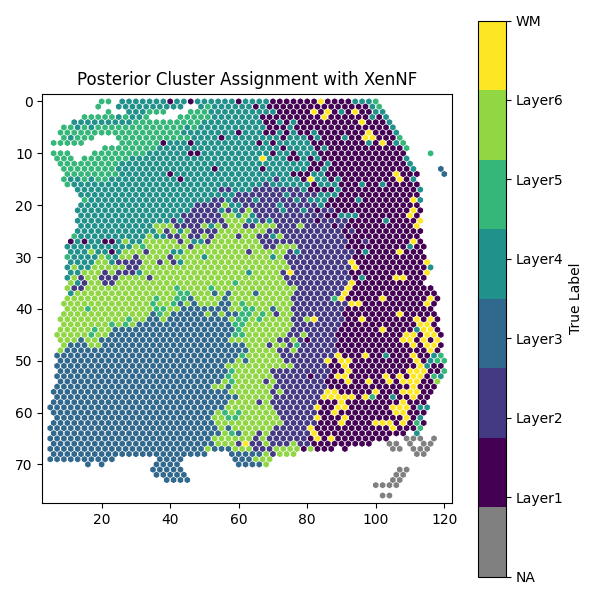 Posterior Cluster Assignment with XenNF
0
10
20
30
40
50
60
70
20
40
60
80
100
120
WM
Layer6
Layer5
Layer4
Layer3
Layer2
Layer1
NA
True Label